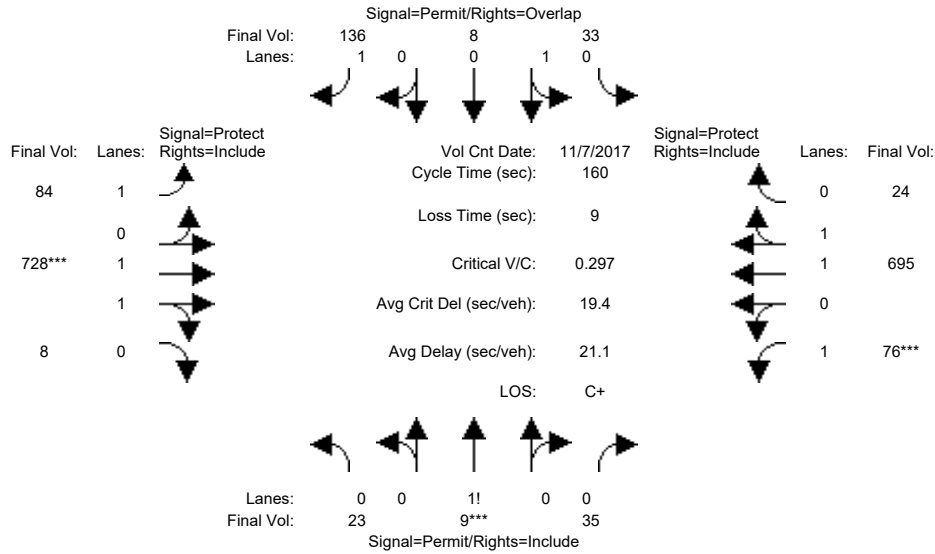 Signal=Permit/Rights=Overlap
Final Vol: 136 8 33
Lanes: 1 0 0 1 0
Signal=Protect Signal=Protect
Final Vol: Lanes: Rights=Include Vol Cnt Date: 11/7/2017 Rights=Include Lanes: Final Vol:
Cycle Time (sec): 160
84 1 0 24
Loss Time (sec): 9
0 1
728*** 1 Critical V/C: 0.297 1 695
1 Avg Crit Del (sec/veh): 19.4 0
8 0 Avg Delay (sec/veh): 21.1 1 76***
LOS: C+
Lanes: 0 0 1! 0 0
Final Vol: 23 9*** 35
Signal=Permit/Rights=Include